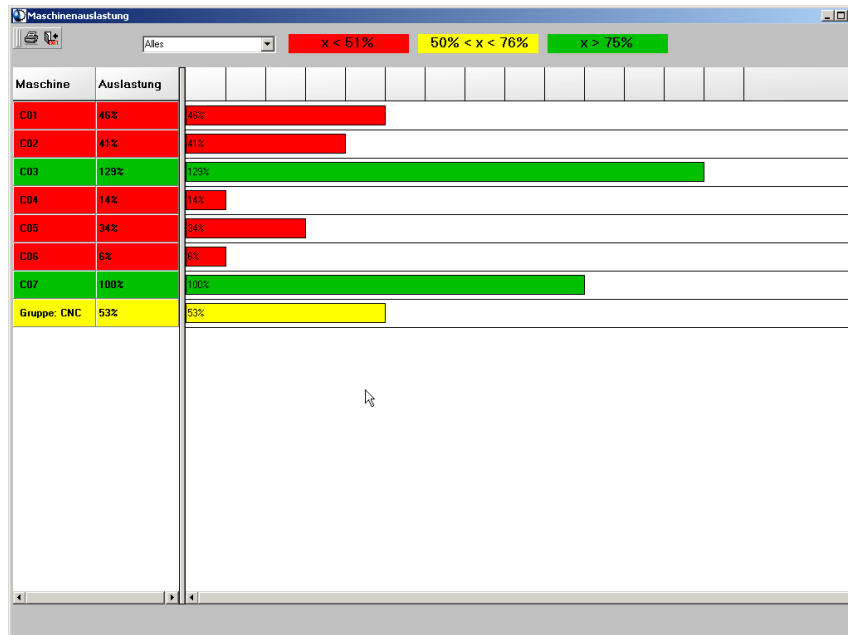 Maschinenauslastung
Alles
x < 51%
50% < x < 76%
x > 75%
Maschine Auslastung
C01 46% 46%
C02 41% 41%
C03 129% 129%
C04 14% 14%
C05 34% 34%
C06 6% 6%
C07 100% 100%
Gruppe: CNC 53% 53%